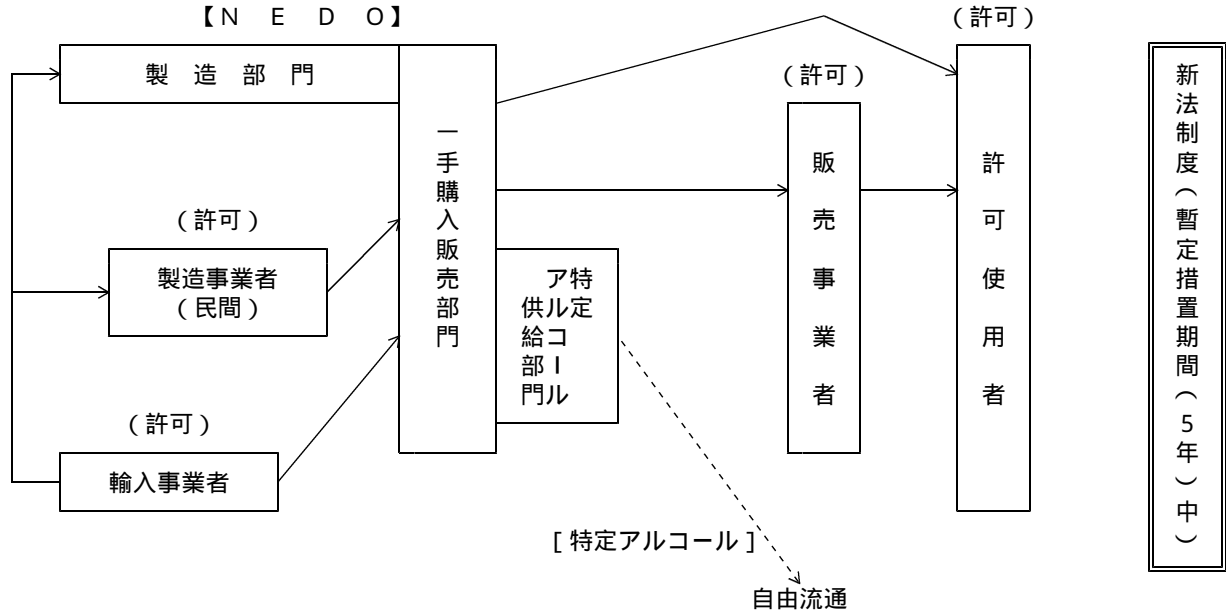 【ＮＥＤＯ】
（許可）
製造部門
（許可）
一手購入販売部門
販売事業者
許可使用者
新法制度（暫定措置期間（５年）中）
（許可）
製造事業者
（民間）
特定
アルコール
供給部門
（許可）
輸入事業者
[特定アルコール]
自由流通